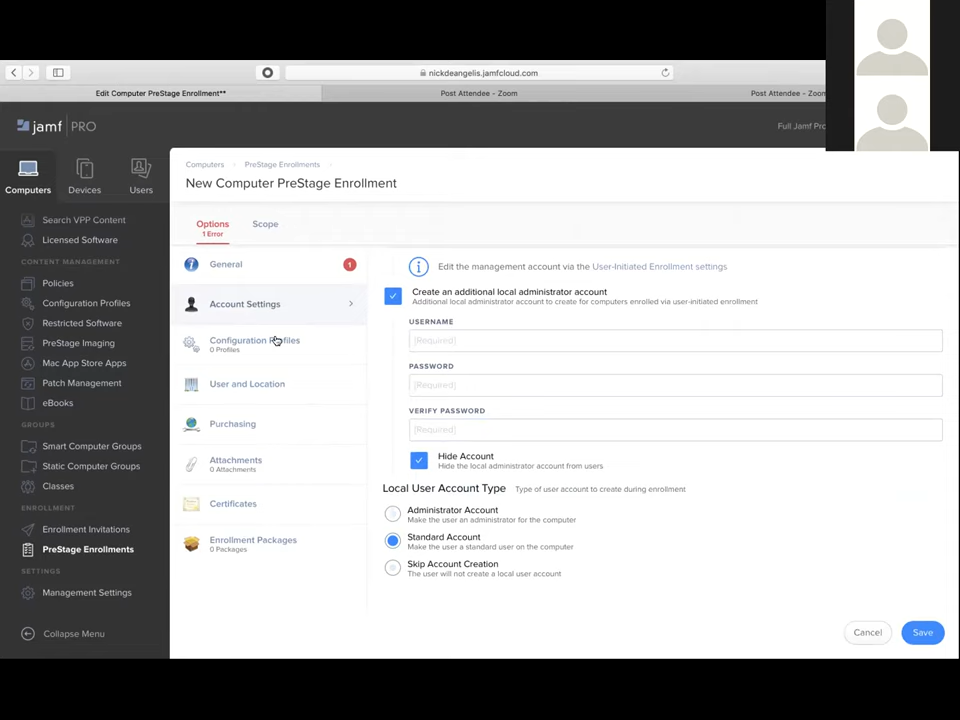 nickdeangelis.jamfcloud.com
Edit Computer PreStage Enrollment**
Post Attendee - Zoom
Post Attendee - Zoom
jamf PRO
Full Jamf Pro
Computers
Devices
Users
Computers
PreStage Enrollments
New Computer PreStage Enrollment
Options
1 Error
Scope
Search VPP Content
Licensed Software
CONTENT MANAGEMENT
Policies
Configuration Profiles
Restricted Software
PreStage Imaging
Mac App Store Apps
Patch Management
eBooks
GROUPS
Smart Computer Groups
Static Computer Groups
Classes
ENROLLMENT
Enrollment Invitations
PreStage Enrollments
SETTINGS
Management Settings
Collapse Menu
General
1
Account Settings
Configuration Profiles
0 Profiles
User and Location
Purchasing
Attachments
0 Attachments
Certificates
Enrollment Packages
0 Packages
Edit the management account via the User-Initiated Enrollment settings
Create an additional local administrator account
Additional local administrator account to create for computers enrolled via user-initiated enrollment
USERNAME
[Required]
PASSWORD
[Required]
VERIFY PASSWORD
[Required]
Hide Account
Hide the local administrator account from users
Local User Account Type Type of user account to create during enrollment
Administrator Account
Make the user an administrator for the computer
Standard Account
Make the user a standard user on the computer
Skip Account Creation
The user will not create a local user account
Cancel
Save